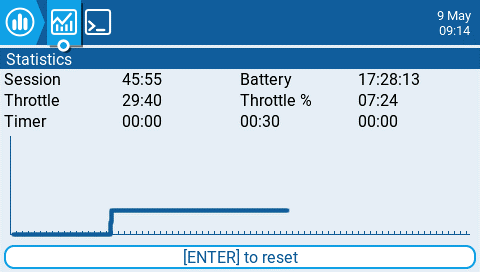 9 May
09:14
Statistics
Session 45:55 Battery 17:28:13
Throttle 29:40 Throttle % 07:24
Timer 00:00 00:30 00:00
[ENTER] to reset